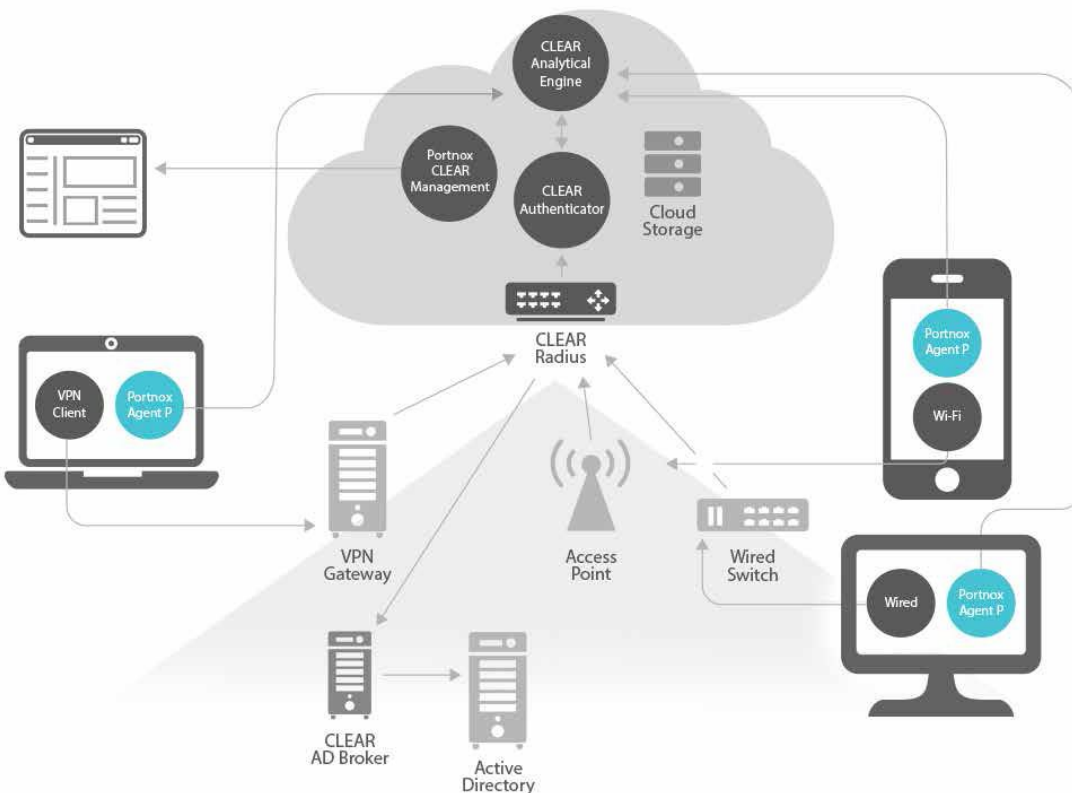 CLEAR
Analytical
Engine
Portnox
CLEAR
Management
CLEAR
Authenticator
Cloud
Storage
CLEAR
Radius
VPN
Client
Portnox
Agent P
Portnox
Agent P
Wi-Fi
VPN
Gateway
Access
Point
Wired
Switch
Wired
Portnox
Agent P
CLEAR
AD Broker
Active
Directory